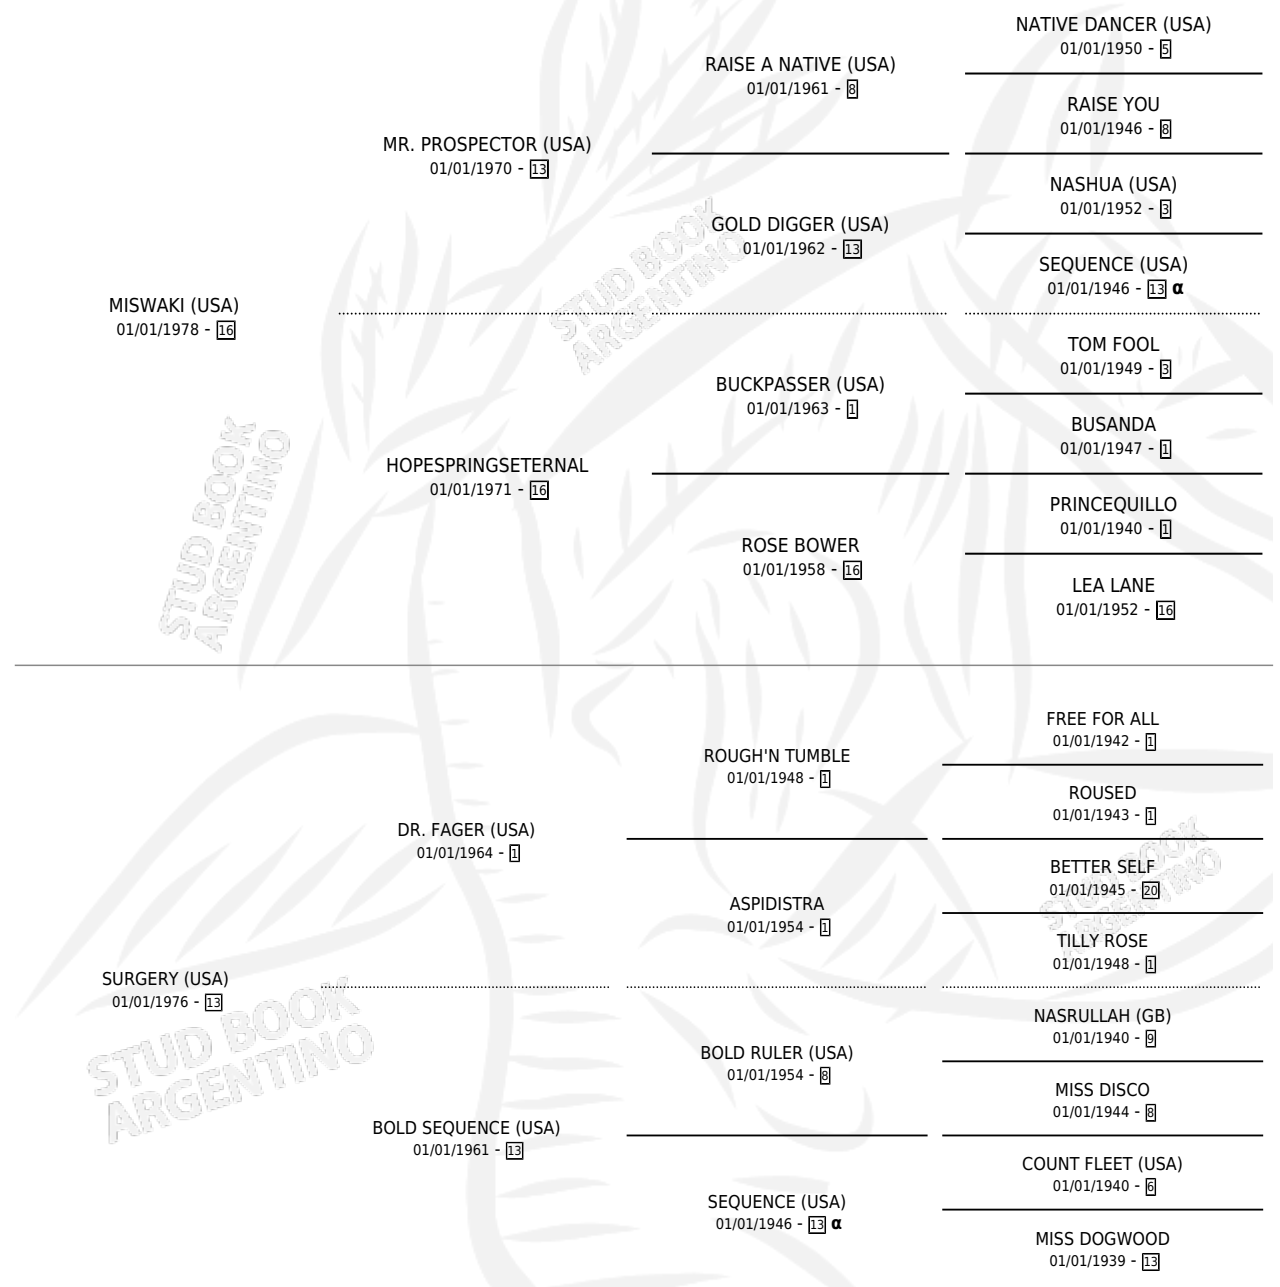 NATIVE DANCER (USA)
01/01/1950 - 5
RAISE A NATIVE (USA)
01/01/1961 - 8
RAISE YOU
01/01/1946 - 8
MR. PROSPECTOR (USA)
01/01/1970 - 13
NASHUA (USA)
01/01/1952 - 3
GOLD DIGGER (USA)
01/01/1962 - 13
SEQUENCE (USA)
01/01/1946 - 13 α
MISWAKI (USA)
01/01/1978 - 16
TOM FOOL
01/01/1949 - 3
BUCKPASSER (USA)
01/01/1963 - 1
BUSANDA
01/01/1947 - 1
HOPESPRINGSETERNAL
01/01/1971 - 16
PRINCEQUILLO
01/01/1940 - 1
ROSE BOWER
01/01/1958 - 16
LEA LANE
01/01/1952 - 16
FREE FOR ALL
01/01/1942 - 1
ROUGH'N TUMBLE
01/01/1948 - 1
ROUSED
01/01/1943 - 1
DR. FAGER (USA)
01/01/1964 - 1
BETTER SELF
01/01/1945 - 20
ASPIDISTRA
01/01/1954 - 1
TILLY ROSE
01/01/1948 - 1
SURGERY (USA)
01/01/1976 - 13
NASRULLAH (GB)
01/01/1940 - 9
BOLD RULER (USA)
01/01/1954 - 8
MISS DISCO
01/01/1944 - 8
BOLD SEQUENCE (USA)
01/01/1961 - 13
COUNT FLEET (USA)
01/01/1940 - 6
SEQUENCE (USA)
01/01/1946 - 13 α
MISS DOGWOOD
01/01/1939 - 13
STUD BOOK
ARGENTINO
STUD BOOK
ARGENTINO
STUD BOOK
ARGENTINO
STUD BOOK
ARGENTINO